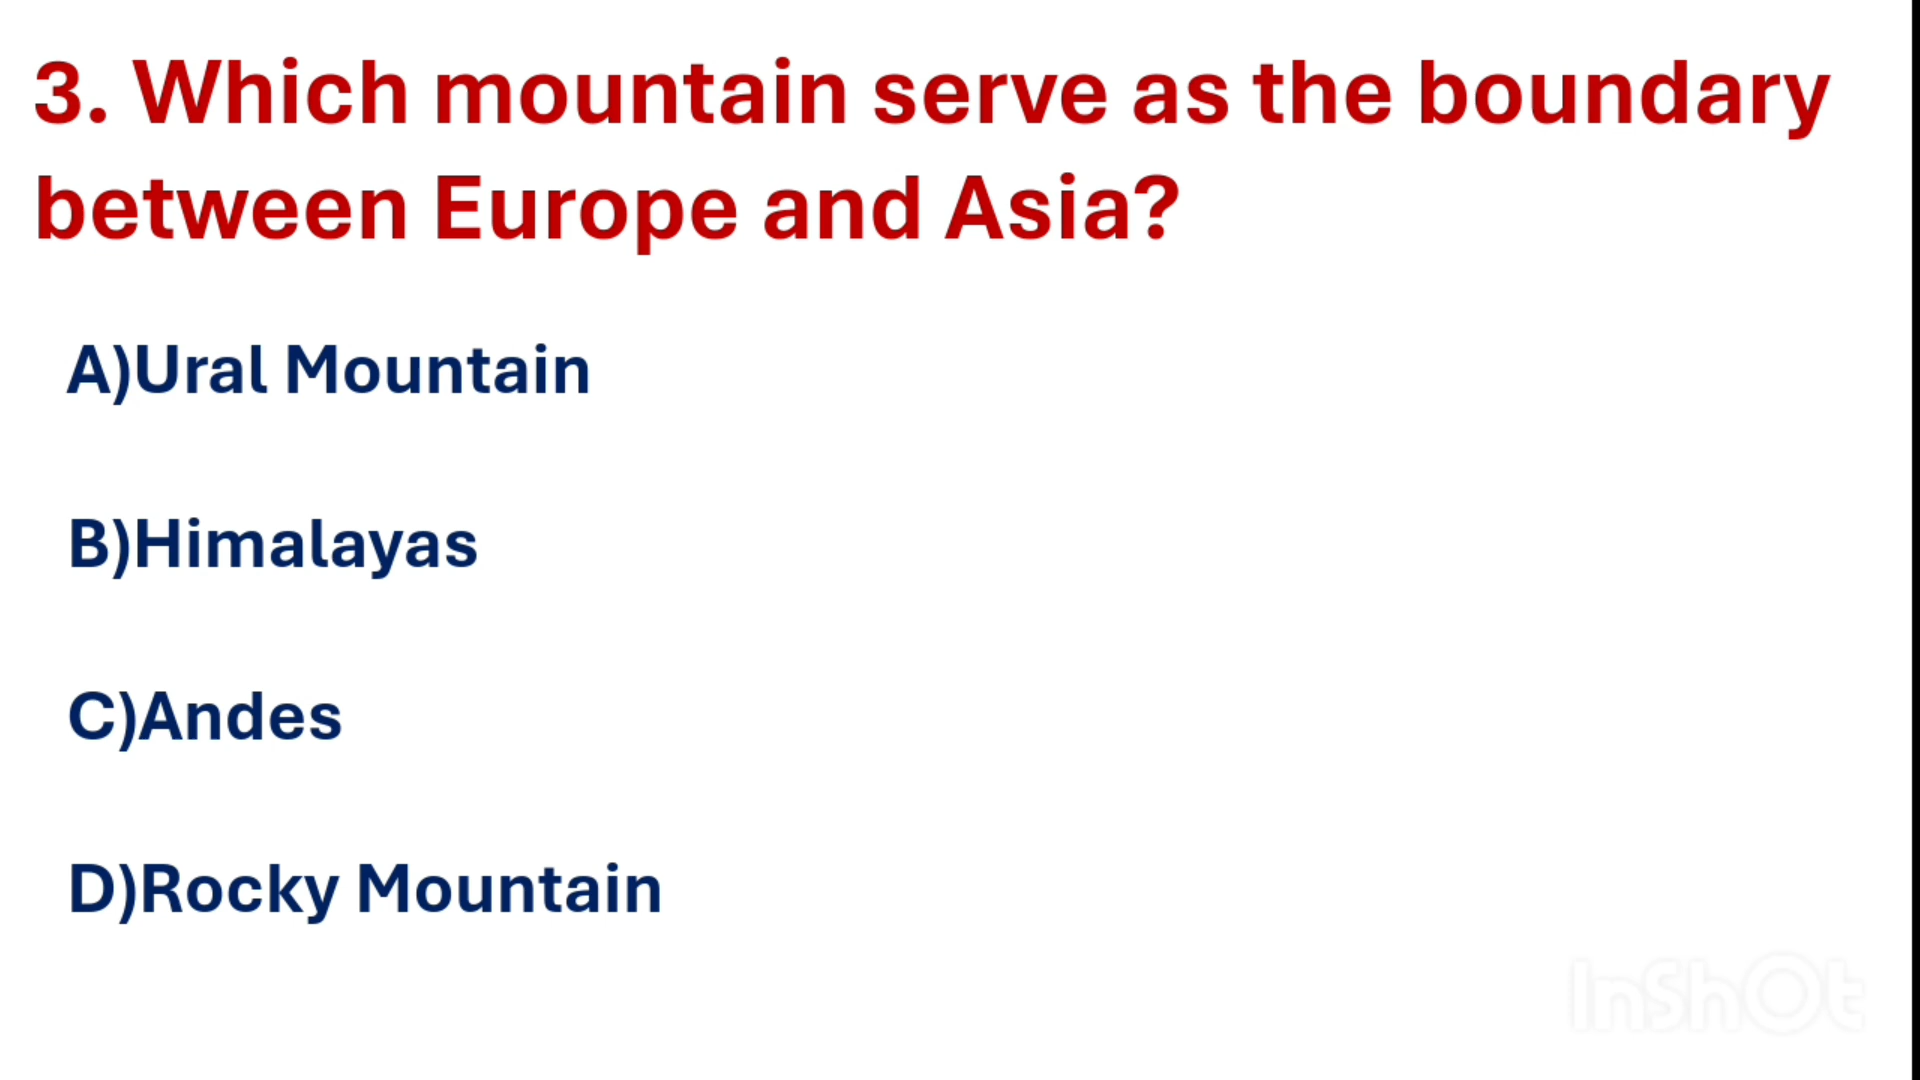 3. Which mountain serve as the boundary
between Europe and Asia?
A)Ural Mountain
B)Himalayas
C)Andes
D)Rocky Mountain
InShOt